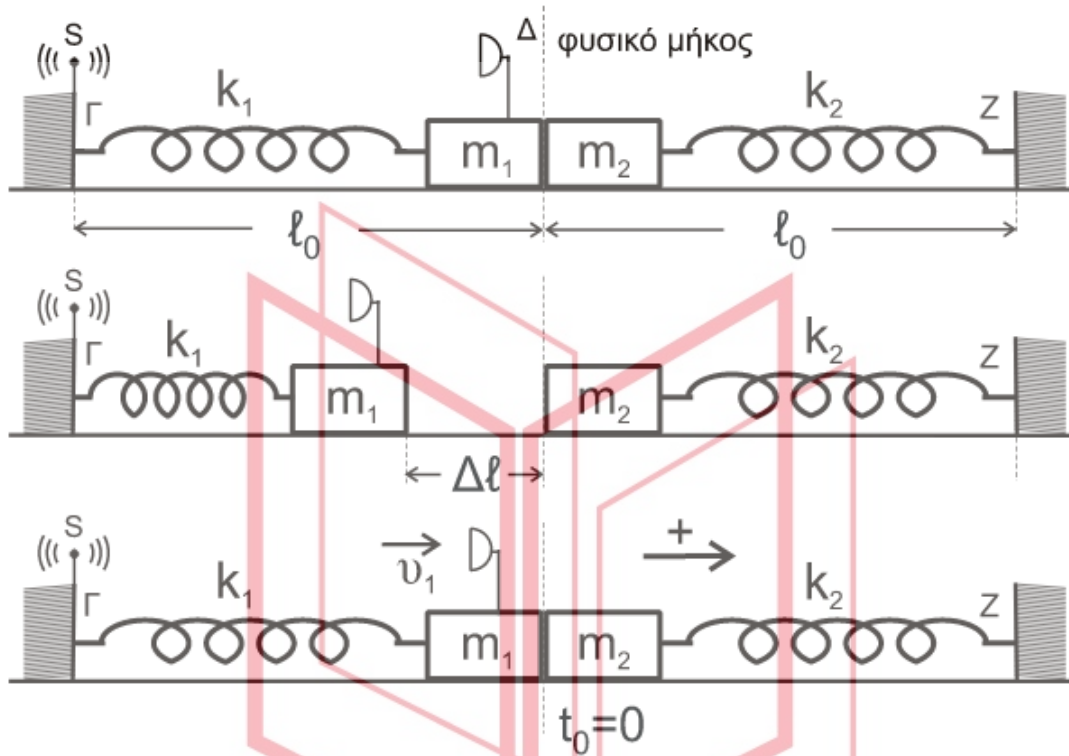 S Δ φυσικό μήκος
Γ k₁ k₂ Z
m₁ m₂
ℓ₀ ℓ₀
S
Γ k₁ k₂ Z
m₁ m₂
Δℓ
S υ₁ +
Γ k₁ k₂ Z
m₁ m₂
t₀=0